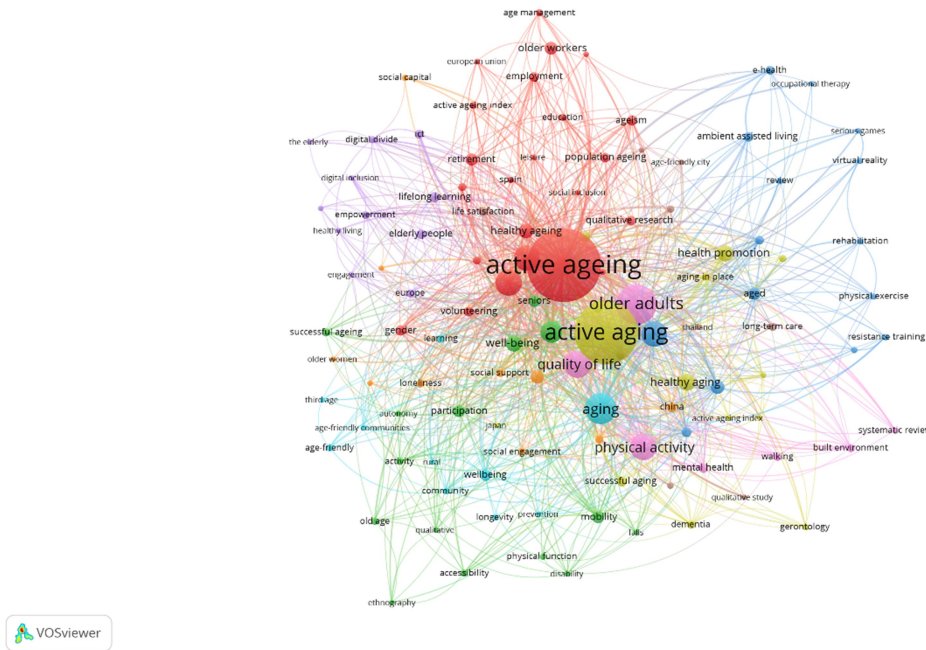 age management
older workers
european union
e-health
social capital
employment
occupational therapy
active ageing index
education
ageism
serious games
the elderly
digital divide
ict
ambient assisted living
retirement
leisure
population ageing
age-friendly city
virtual reality
digital inclusion
spain
review
lifelong learning
social inclusion
empowerment
life satisfaction
qualitative research
healthy living
elderly people
healthy ageing
rehabilitation
health promotion
active ageing
engagement
aging in place
europe
seniors
older adults
aged
physical exercise
volunteering
successful ageing
gender
learning
well-being
active aging
thailand
long-term care
resistance training
older women
social support
quality of life
loneliness
healthy aging
third age
autonomy
participation
aging
china
active ageing index
age-friendly communities
japan
systematic review
age-friendly
social engagement
physical activity
built environment
activity
rural
walking
mental health
wellbeing
successful aging
community
qualitative study
longevity
prevention
mobility
old age
qualitative
falls
dementia
gerontology
physical function
accessibility
disability
ethnography
VOSviewer